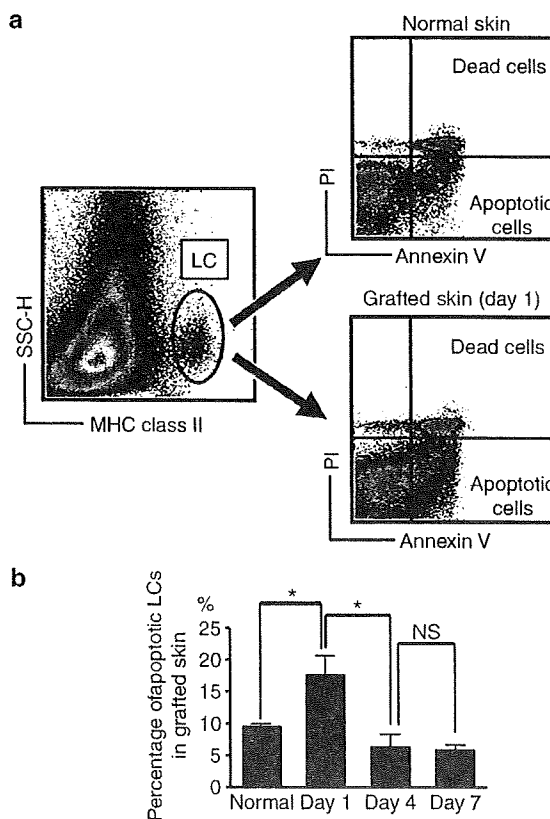 a
Normal skin
Dead cells
PI
Apoptotic
cells
Annexin V
LC
SSC-H
MHC class II
Grafted skin (day 1)
Dead cells
PI
Apoptotic
cells
Annexin V
b
Percentage ofapoptotic LCs
in grafted skin
%
25
20
15
10
5
0
*
*
NS
Normal Day 1 Day 4 Day 7